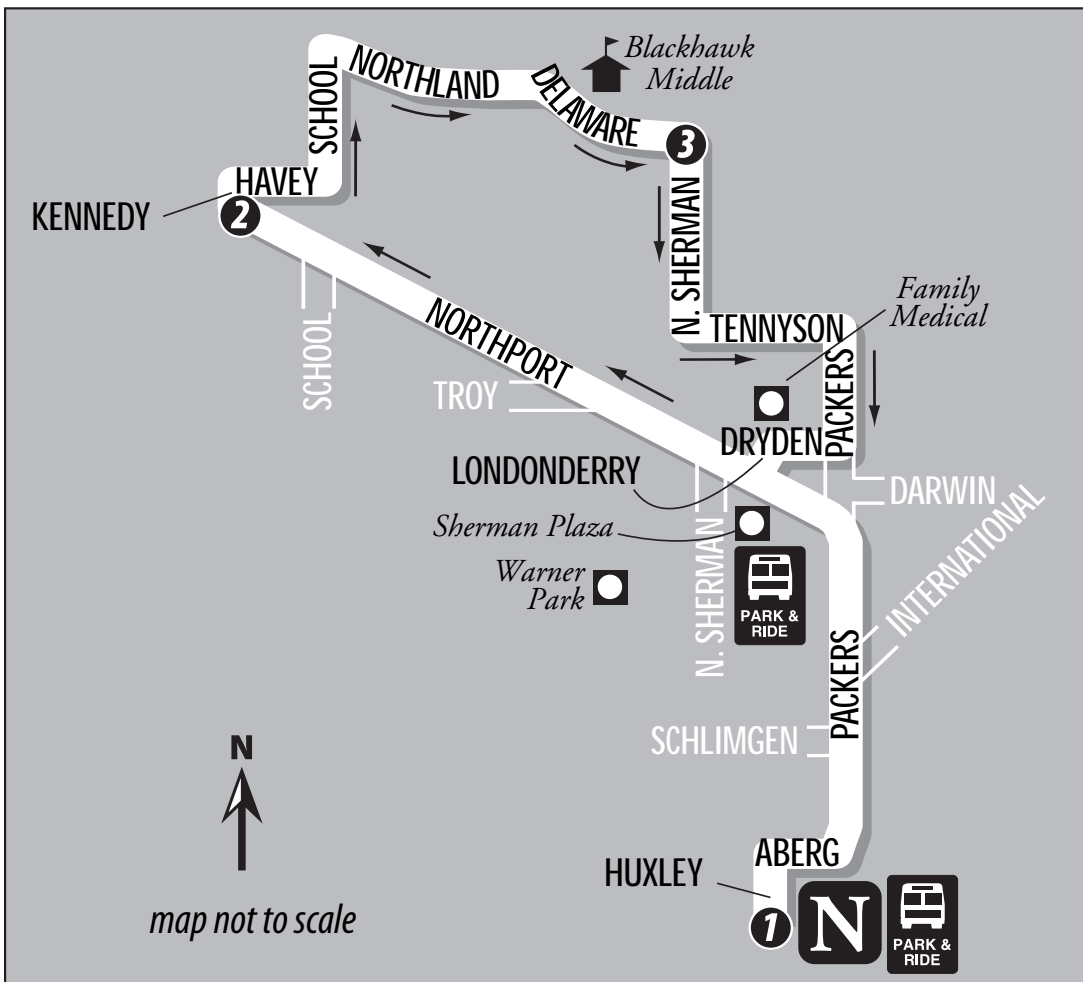 Blackhawk
Middle
NORTHLAND
DELAWARE
SCHOOL
3
HAVEY
KENNEDY
2
N. SHERMAN
Family
Medical
TENNYSON
NORTHPORT
SCHOOL
TROY
PACKERS
DRYDEN
LONDONDERRY
DARWIN
Sherman Plaza
N. SHERMAN
INTERNATIONAL
Warner
Park
PARK &
RIDE
PACKERS
SCHLIMGEN
N
ABERG
HUXLEY
map not to scale
1
N
PARK &
RIDE